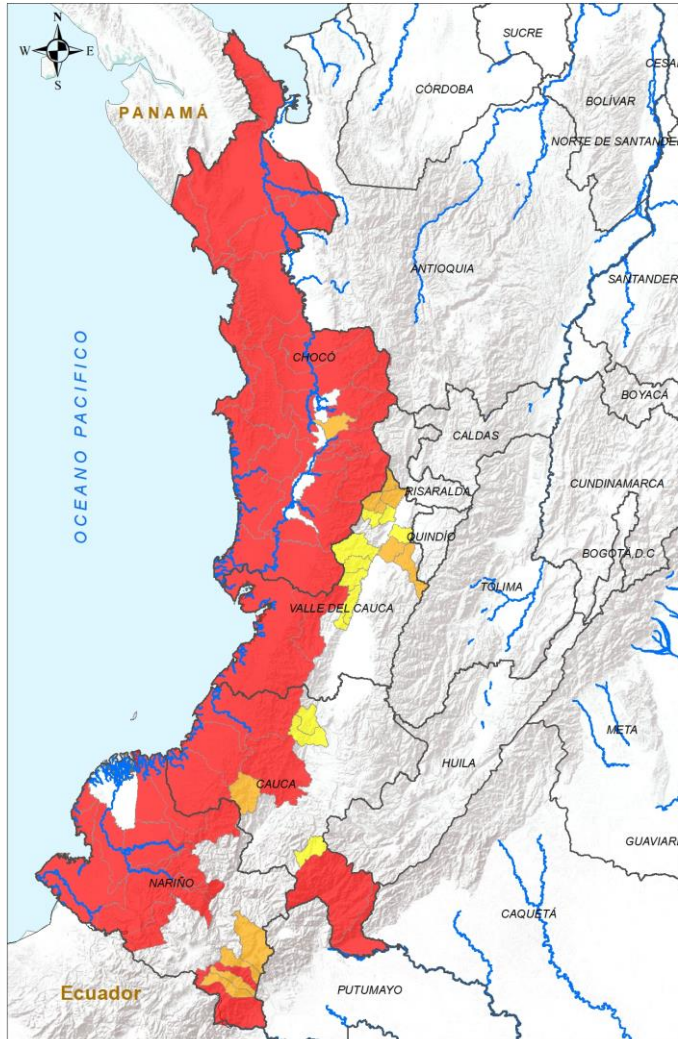 N
W E
S
SUCRE
CESAR
CÓRDOBA
BOLÍVAR
PANAMÁ
NORTE DE SANTANDER
ANTIOQUIA
SANTANDER
OCEANO PACIFICO
CHOCÓ
BOYACÁ
CALDAS
CUNDINAMARCA
RISARALDA
QUINDÍO
BOGOTÁ,D.C
TOLIMA
VALLE DEL CAUCA
META
HUILA
CAUCA
GUAVIARE
NARIÑO
CAQUETÁ
PUTUMAYO
Ecuador